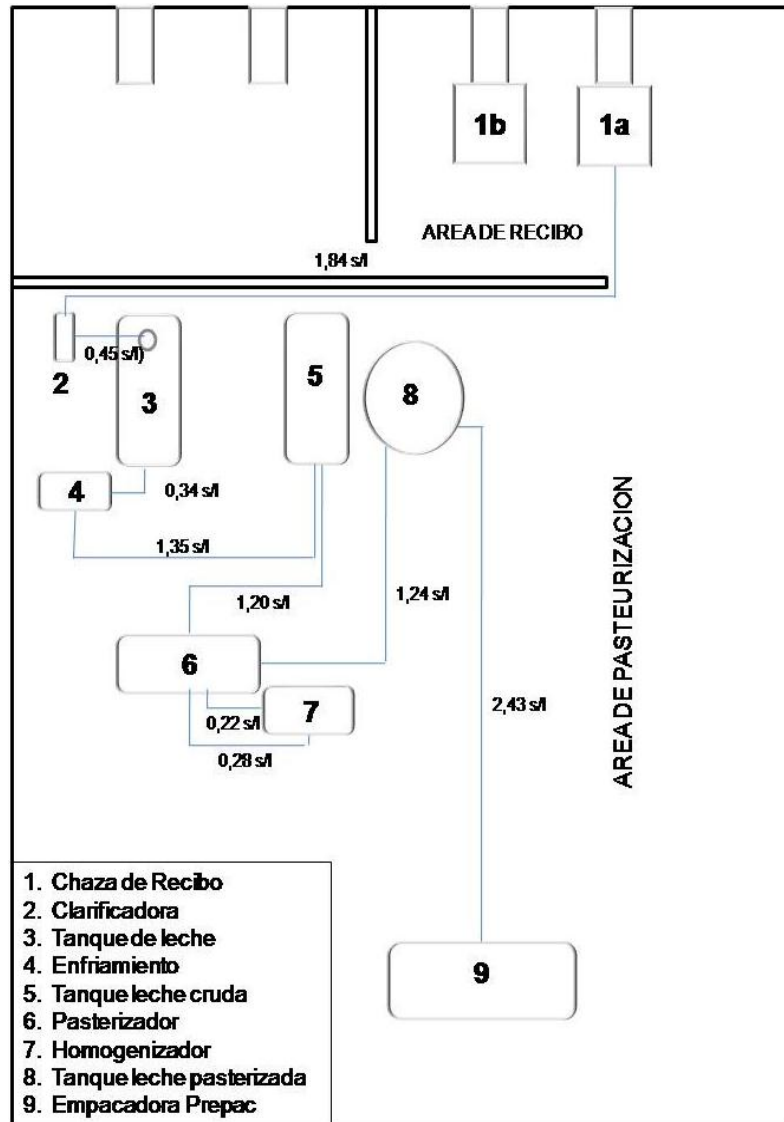 1b
1a
AREA DE RECIBO
1,84 s/l
0,45 s/l)
2
3
5
8
4
0,34 s/l
1,35 s/l
1,20 s/l
1,24 s/l
6
7
0,22 s/l
0,28 s/l
2,43 s/l
AREA DE PASTEURIZACION
9
1. Chaza de Recibo
2. Clarificadora
3. Tanque de leche
4. Enfriamiento
5. Tanque leche cruda
6. Pasterizador
7. Homogenizador
8. Tanque leche pasterizada
9. Empacadora Prepac